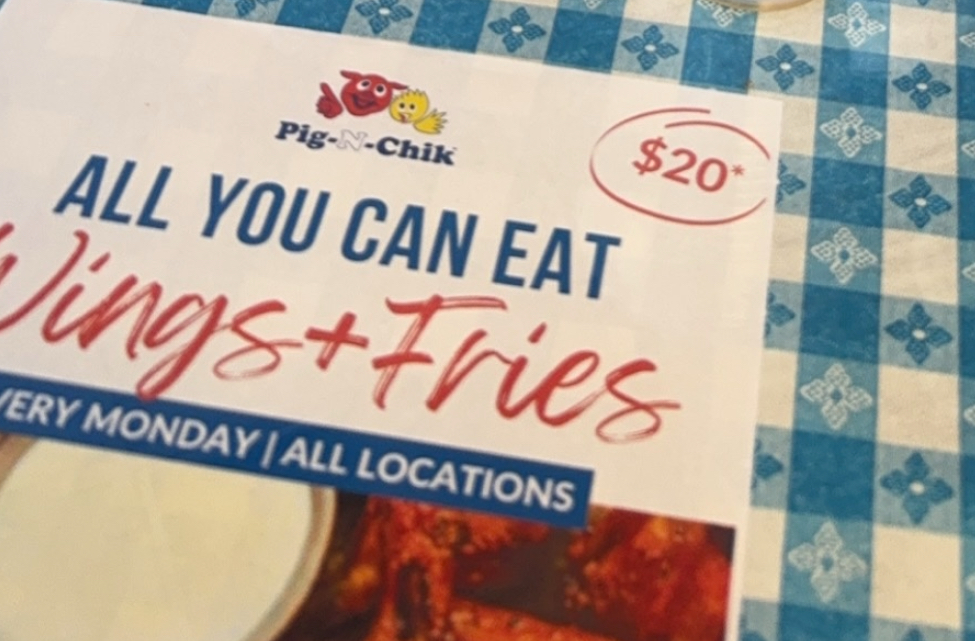 Pig-N-Chik
$20*
ALL YOU CAN EAT
Wings+Fries
VERY MONDAY | ALL LOCATIONS